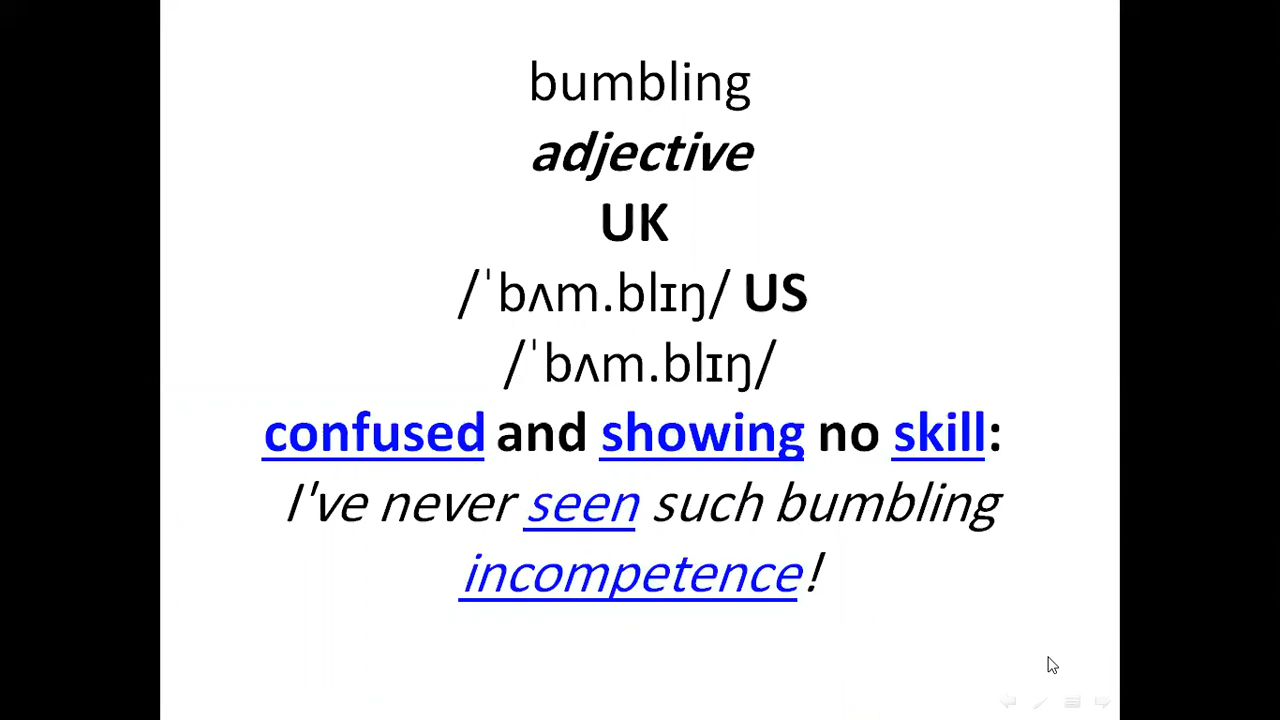 bumbling
adjective
UK
/ˈbʌm.blɪŋ/ US
/ˈbʌm.blɪŋ/
confused and showing no skill:
I've never seen such bumbling
incompetence!